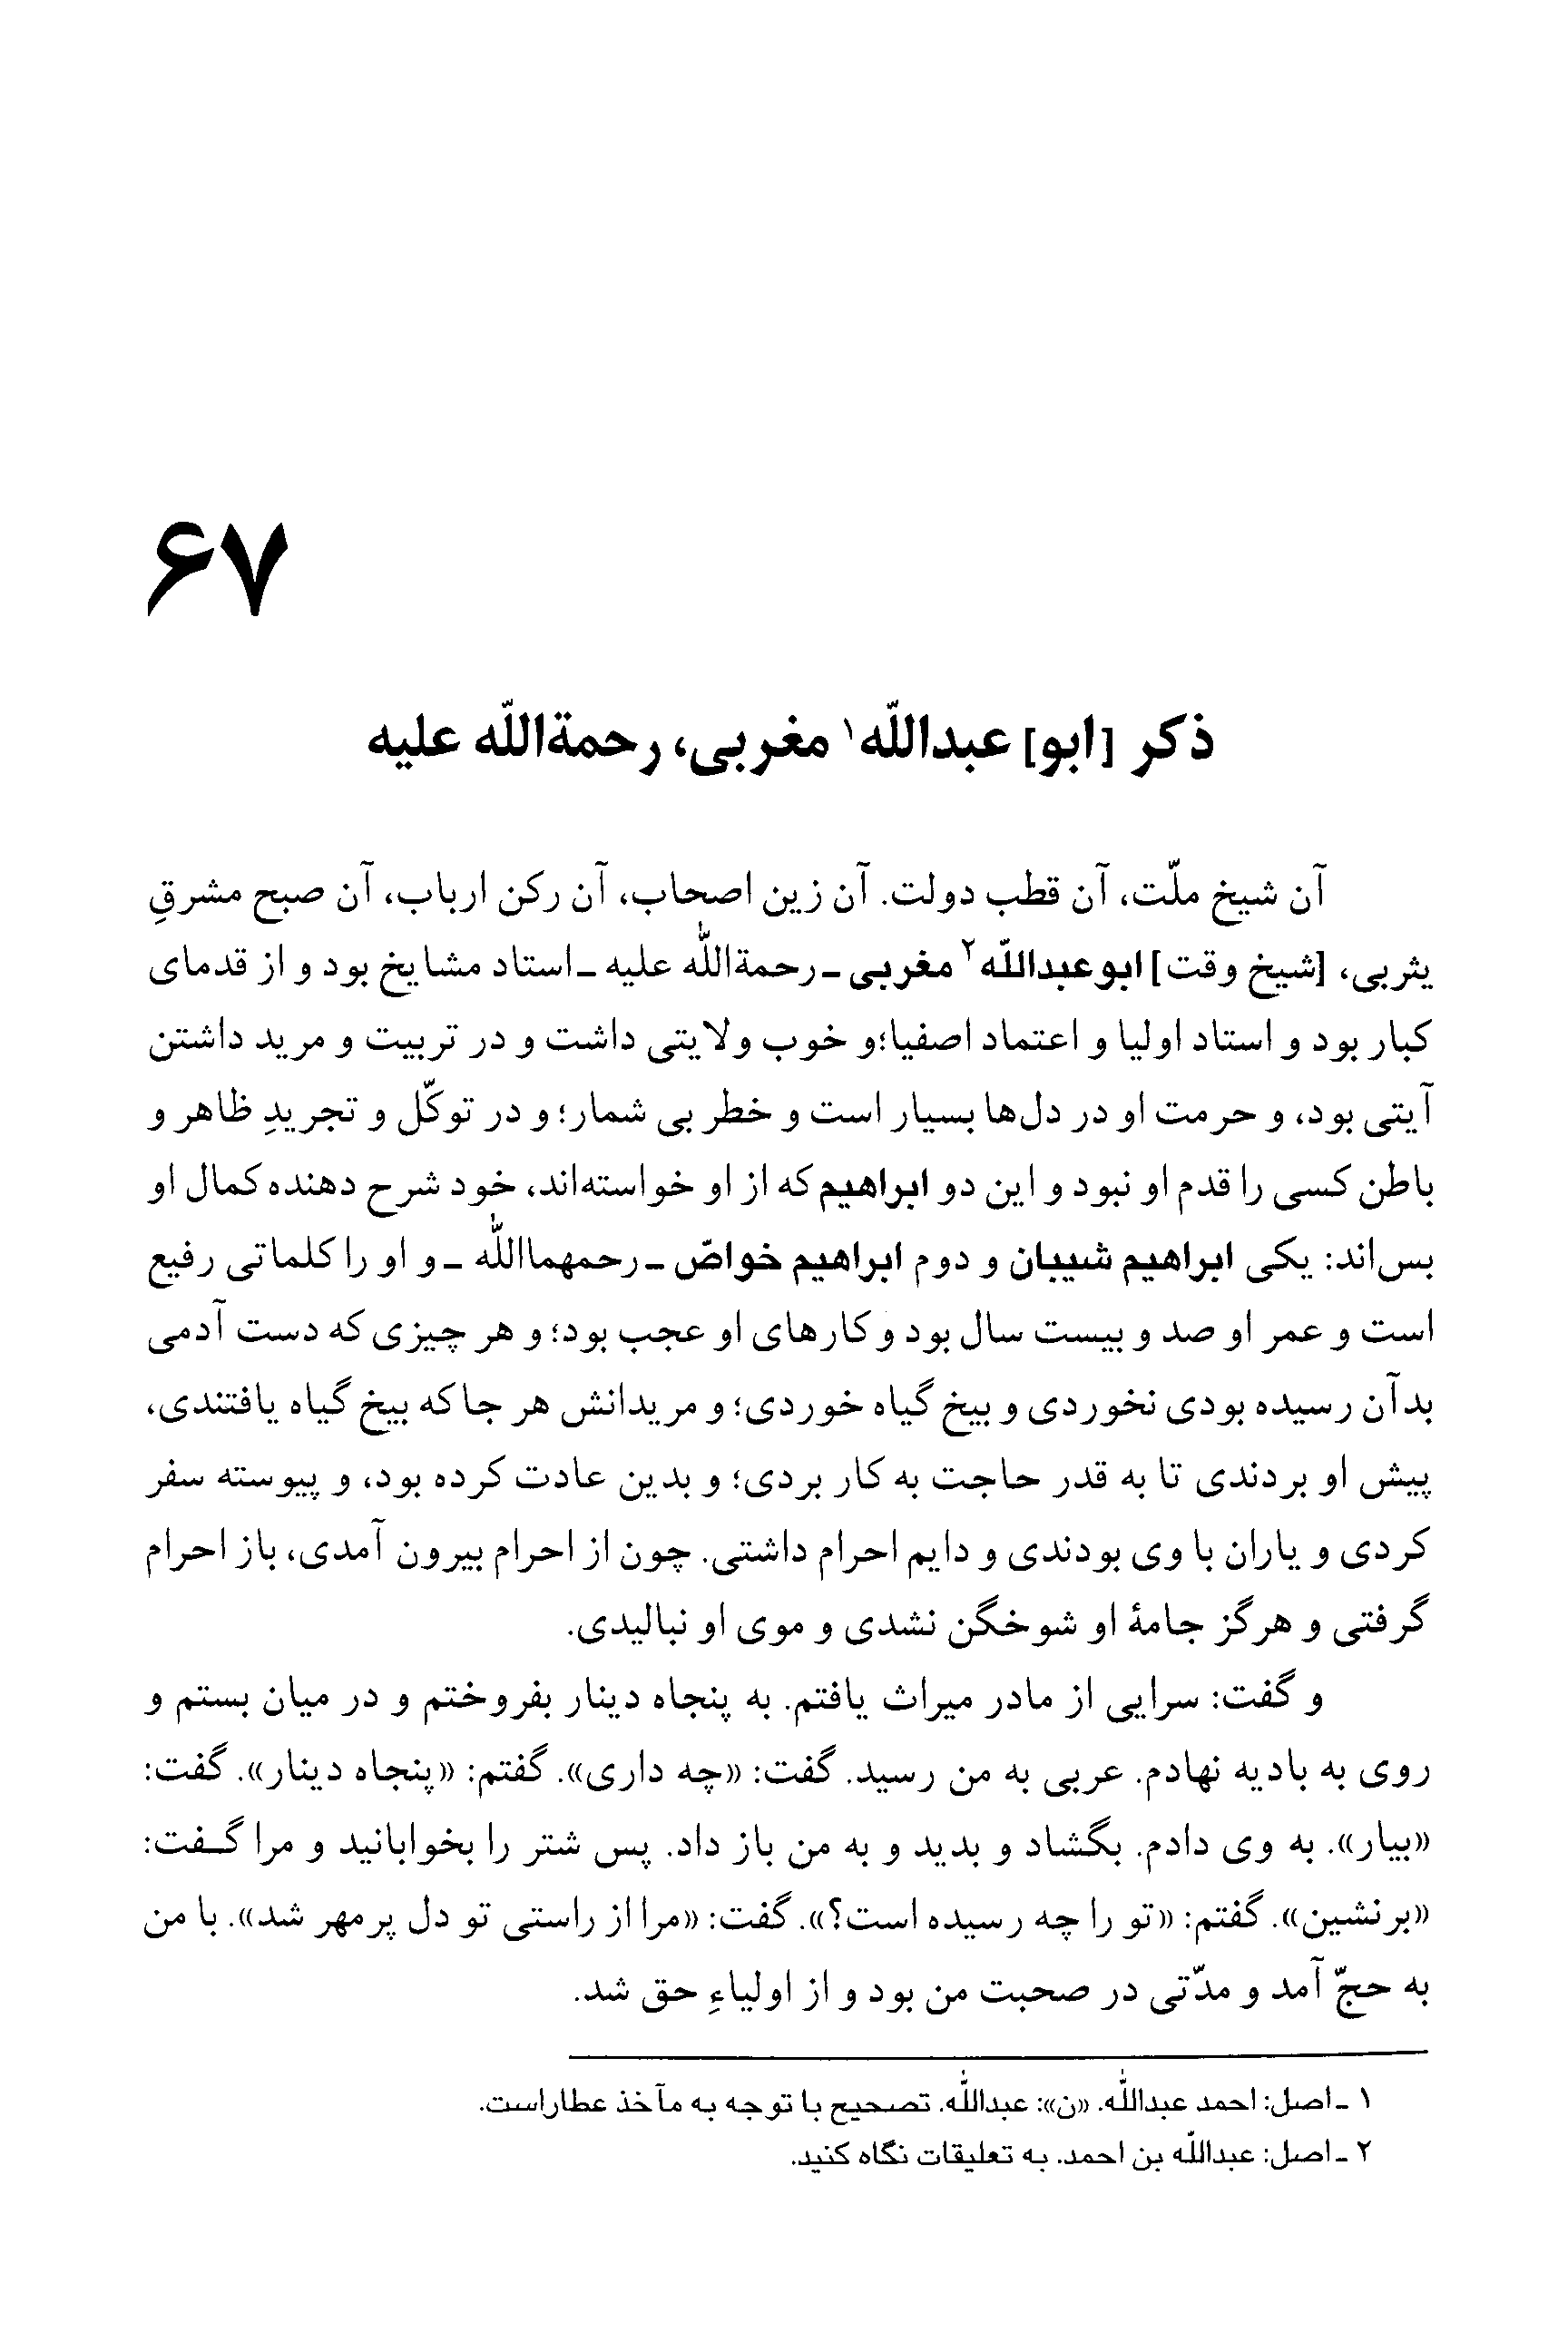 ۶۷
ذکر [ابو] عبداللّه۱ مغربی، رحمةاللّه علیه
آن شیخ ملّت، آن قطب دولت. آن زین اصحاب، آن رکن ارباب، آن صبح مشرقِ
یثربی، [شیخ وقت] ابوعبداللّه۲ مغربی ـ رحمةاللّه علیه ـ استاد مشایخ بود و از قدمای
کبار بود و استاد اولیا و اعتماد اصفیا؛ و خوب ولایتی داشت و در تربیت و مرید داشتن
آیتی بود، و حرمت او در دل‌ها بسیار است و خطر بی شمار؛ و در توکّل و تجریدِ ظاهر و
باطن کسی را قدم او نبود و این دو ابراهیم که از او خواسته‌اند، خود شرح دهنده کمال او
بس‌اند: یکی ابراهیم شیبان و دوم ابراهیم خواصّ ـ رحمهمااللّه ـ و او را کلماتی رفیع
است و عمر او صد و بیست سال بود و کارهای او عجب بود؛ و هر چیزی که دست آدمی
بدآن رسیده بودی نخوردی و بیخ گیاه خوردی؛ و مریدانش هر جا که بیخ گیاه یافتندی،
پیش او بردندی تا به قدر حاجت به کار بردی؛ و بدین عادت کرده بود، و پیوسته سفر
کردی و یاران با وی بودندی و دایم احرام داشتی. چون از احرام بیرون آمدی، باز احرام
گرفتی و هرگز جامهٔ او شوخگن نشدی و موی او نبالیدی.
و گفت: سرایی از مادر میراث یافتم. به پنجاه دینار بفروختم و در میان بستم و
روی به بادیه نهادم. عربی به من رسید. گفت: «چه داری». گفتم: «پنجاه دینار». گفت:
«بیار». به وی دادم. بگشاد و بدید و به من باز داد. پس شتر را بخوابانید و مرا گـفت:
«برنشین». گفتم: «تو را چه رسیده است؟». گفت: «مرا از راستی تو دل پرمهر شد». با من
به حجّ آمد و مدّتی در صحبت من بود و از اولیاءِ حق شد.
۱ ـ اصل: احمد عبداللّه. «ن»: عبداللّه. تصحیح با توجه به مآخذ عطار است.
۲ ـ اصل: عبداللّه بن احمد. به تعلیقات نگاه کنید.